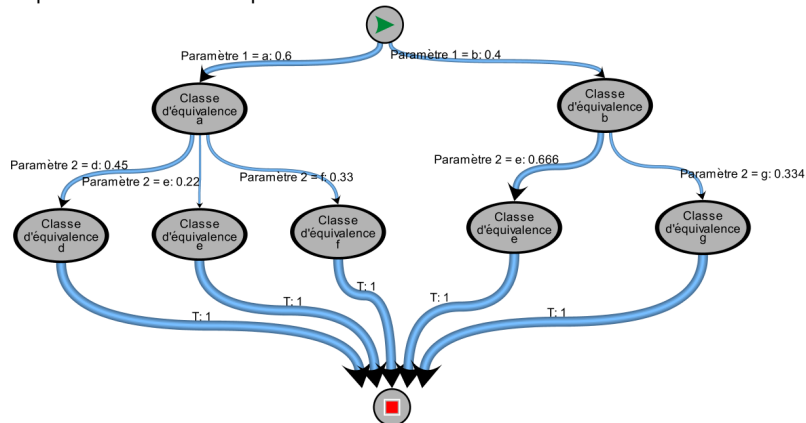 Paramètre 1 = a: 0.6
Paramètre 1 = b: 0.4
Classe
d'équivalence
a
Classe
d'équivalence
b
Paramètre 2 = d: 0.45
Paramètre 2 = e: 0.22
Paramètre 2 = f: 0.33
Paramètre 2 = e: 0.666
Paramètre 2 = g: 0.334
Classe
d'équivalence
d
Classe
d'équivalence
e
Classe
d'équivalence
f
Classe
d'équivalence
e
Classe
d'équivalence
g
T: 1
T: 1
T: 1
T: 1
T: 1